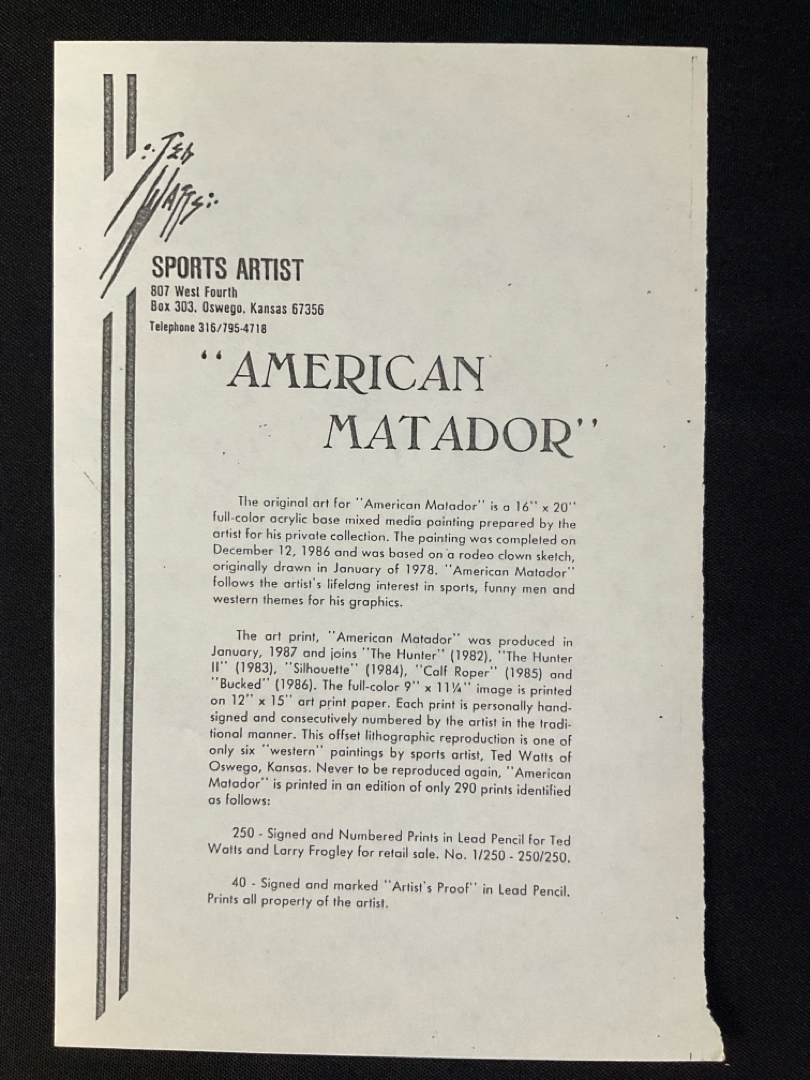 :·TED
WATTS:·
SPORTS ARTIST
807 West Fourth
Box 303, Oswego, Kansas 67356
Telephone 316/795-4718
"AMERICAN
MATADOR"
The original art for "American Matador" is a 16" x 20"
full-color acrylic base mixed media painting prepared by the
artist for his private collection. The painting was completed on
December 12, 1986 and was based on a rodeo clown sketch,
originally drawn in January of 1978. "American Matador"
follows the artist's lifelong interest in sports, funny men and
western themes for his graphics.
The art print, "American Matador" was produced in
January, 1987 and joins "The Hunter" (1982), "The Hunter
II" (1983), "Silhouette" (1984), "Calf Roper" (1985) and
"Bucked" (1986). The full-color 9" x 11¼" image is printed
on 12" x 15" art print paper. Each print is personally hand-
signed and consecutively numbered by the artist in the tradi-
tional manner. This offset lithographic reproduction is one of
only six "western" paintings by sports artist, Ted Watts of
Oswego, Kansas. Never to be reproduced again, "American
Matador" is printed in an edition of only 290 prints identified
as follows:
250 - Signed and Numbered Prints in Lead Pencil for Ted
Watts and Larry Frogley for retail sale. No. 1/250 - 250/250.
40 - Signed and marked "Artist's Proof" in Lead Pencil.
Prints all property of the artist.